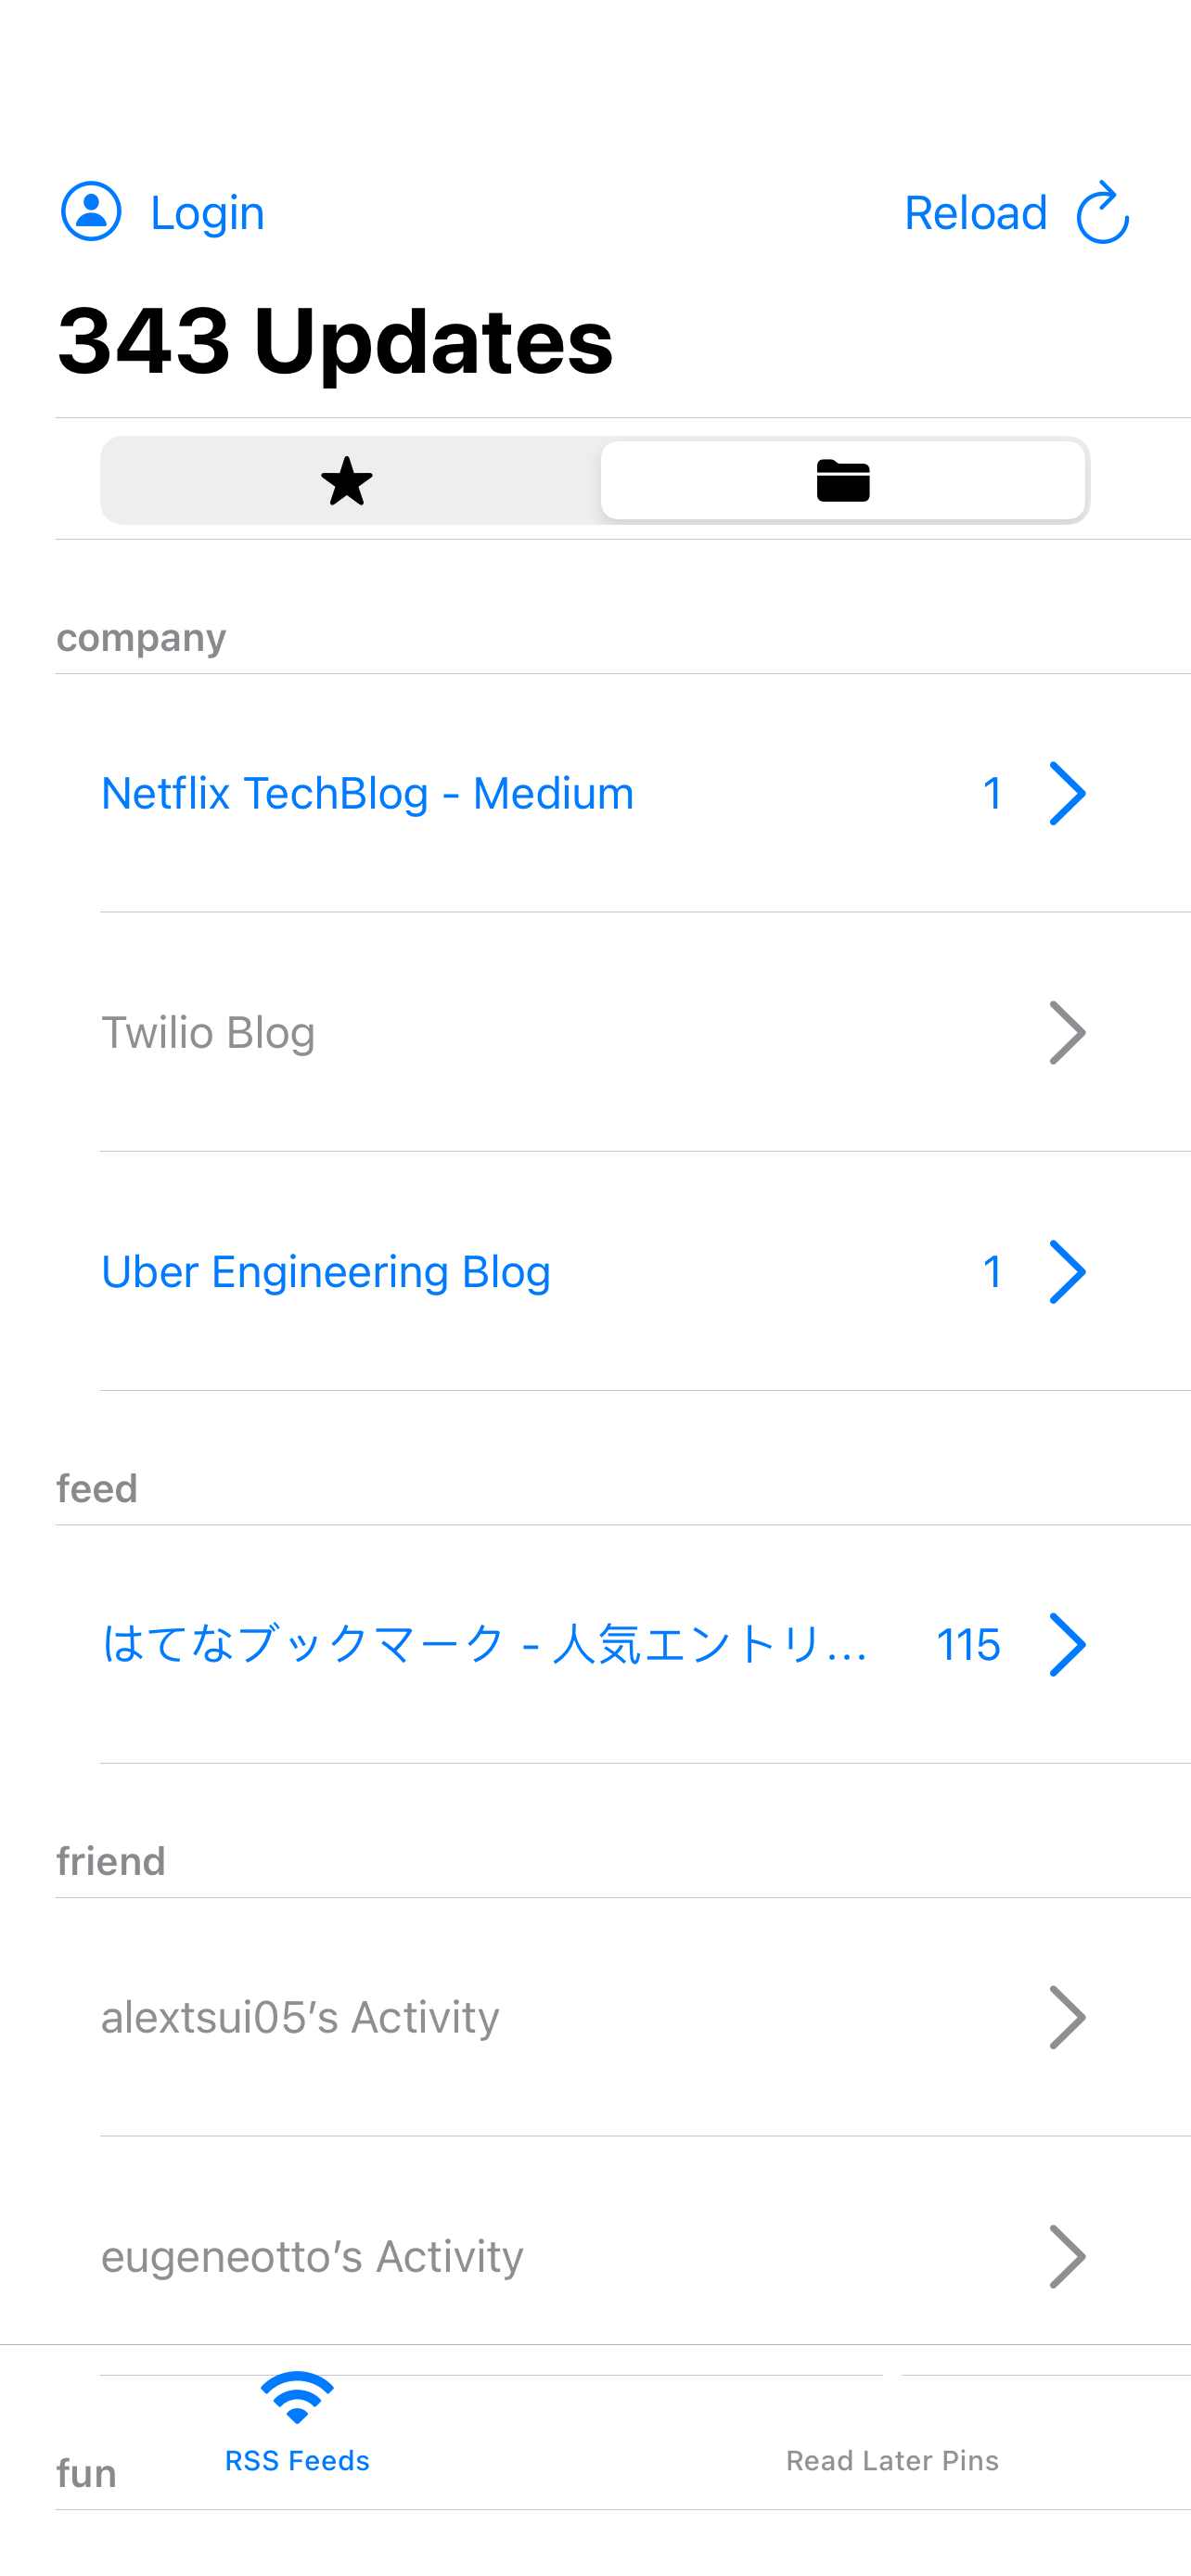 Login
Reload
343 Updates
company
Netflix TechBlog - Medium 1
Twilio Blog
Uber Engineering Blog 1
feed
はてなブックマーク - 人気エントリ... 115
friend
alextsui05’s Activity
eugeneotto’s Activity
fun
RSS Feeds
Read Later Pins